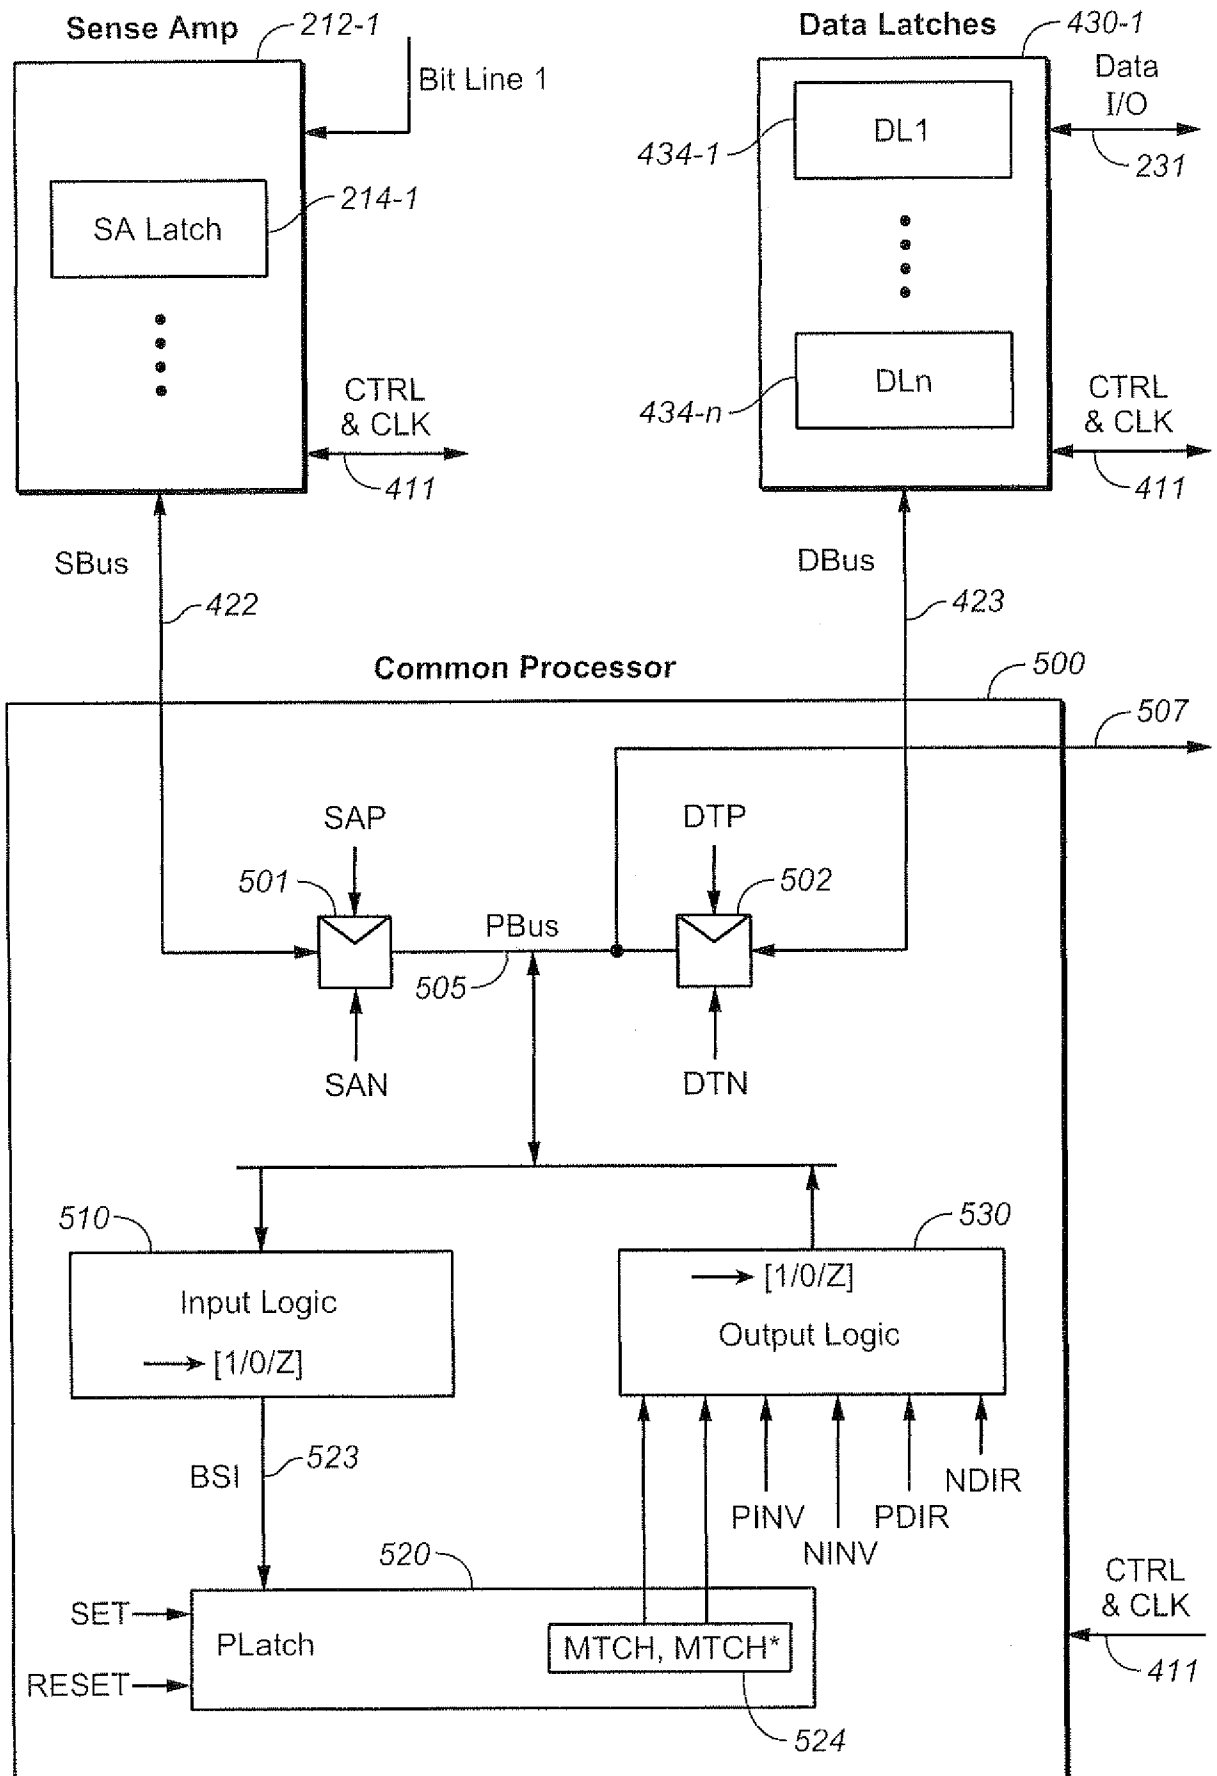 Sense Amp
212-1
Bit Line 1
SA Latch
214-1
CTRL
& CLK
411
SBus
422
Data Latches
430-1
Data
I/O
231
DL1
434-1
DLn
434-n
CTRL
& CLK
411
DBus
423
Common Processor
500
507
SAP
501
SAN
PBus
505
DTP
502
DTN
510
Input Logic
[1/0/Z]
530
[1/0/Z]
Output Logic
BSI
523
PINV
NINV
PDIR
NDIR
520
SET
RESET
PLatch
MTCH, MTCH*
524
CTRL
& CLK
411